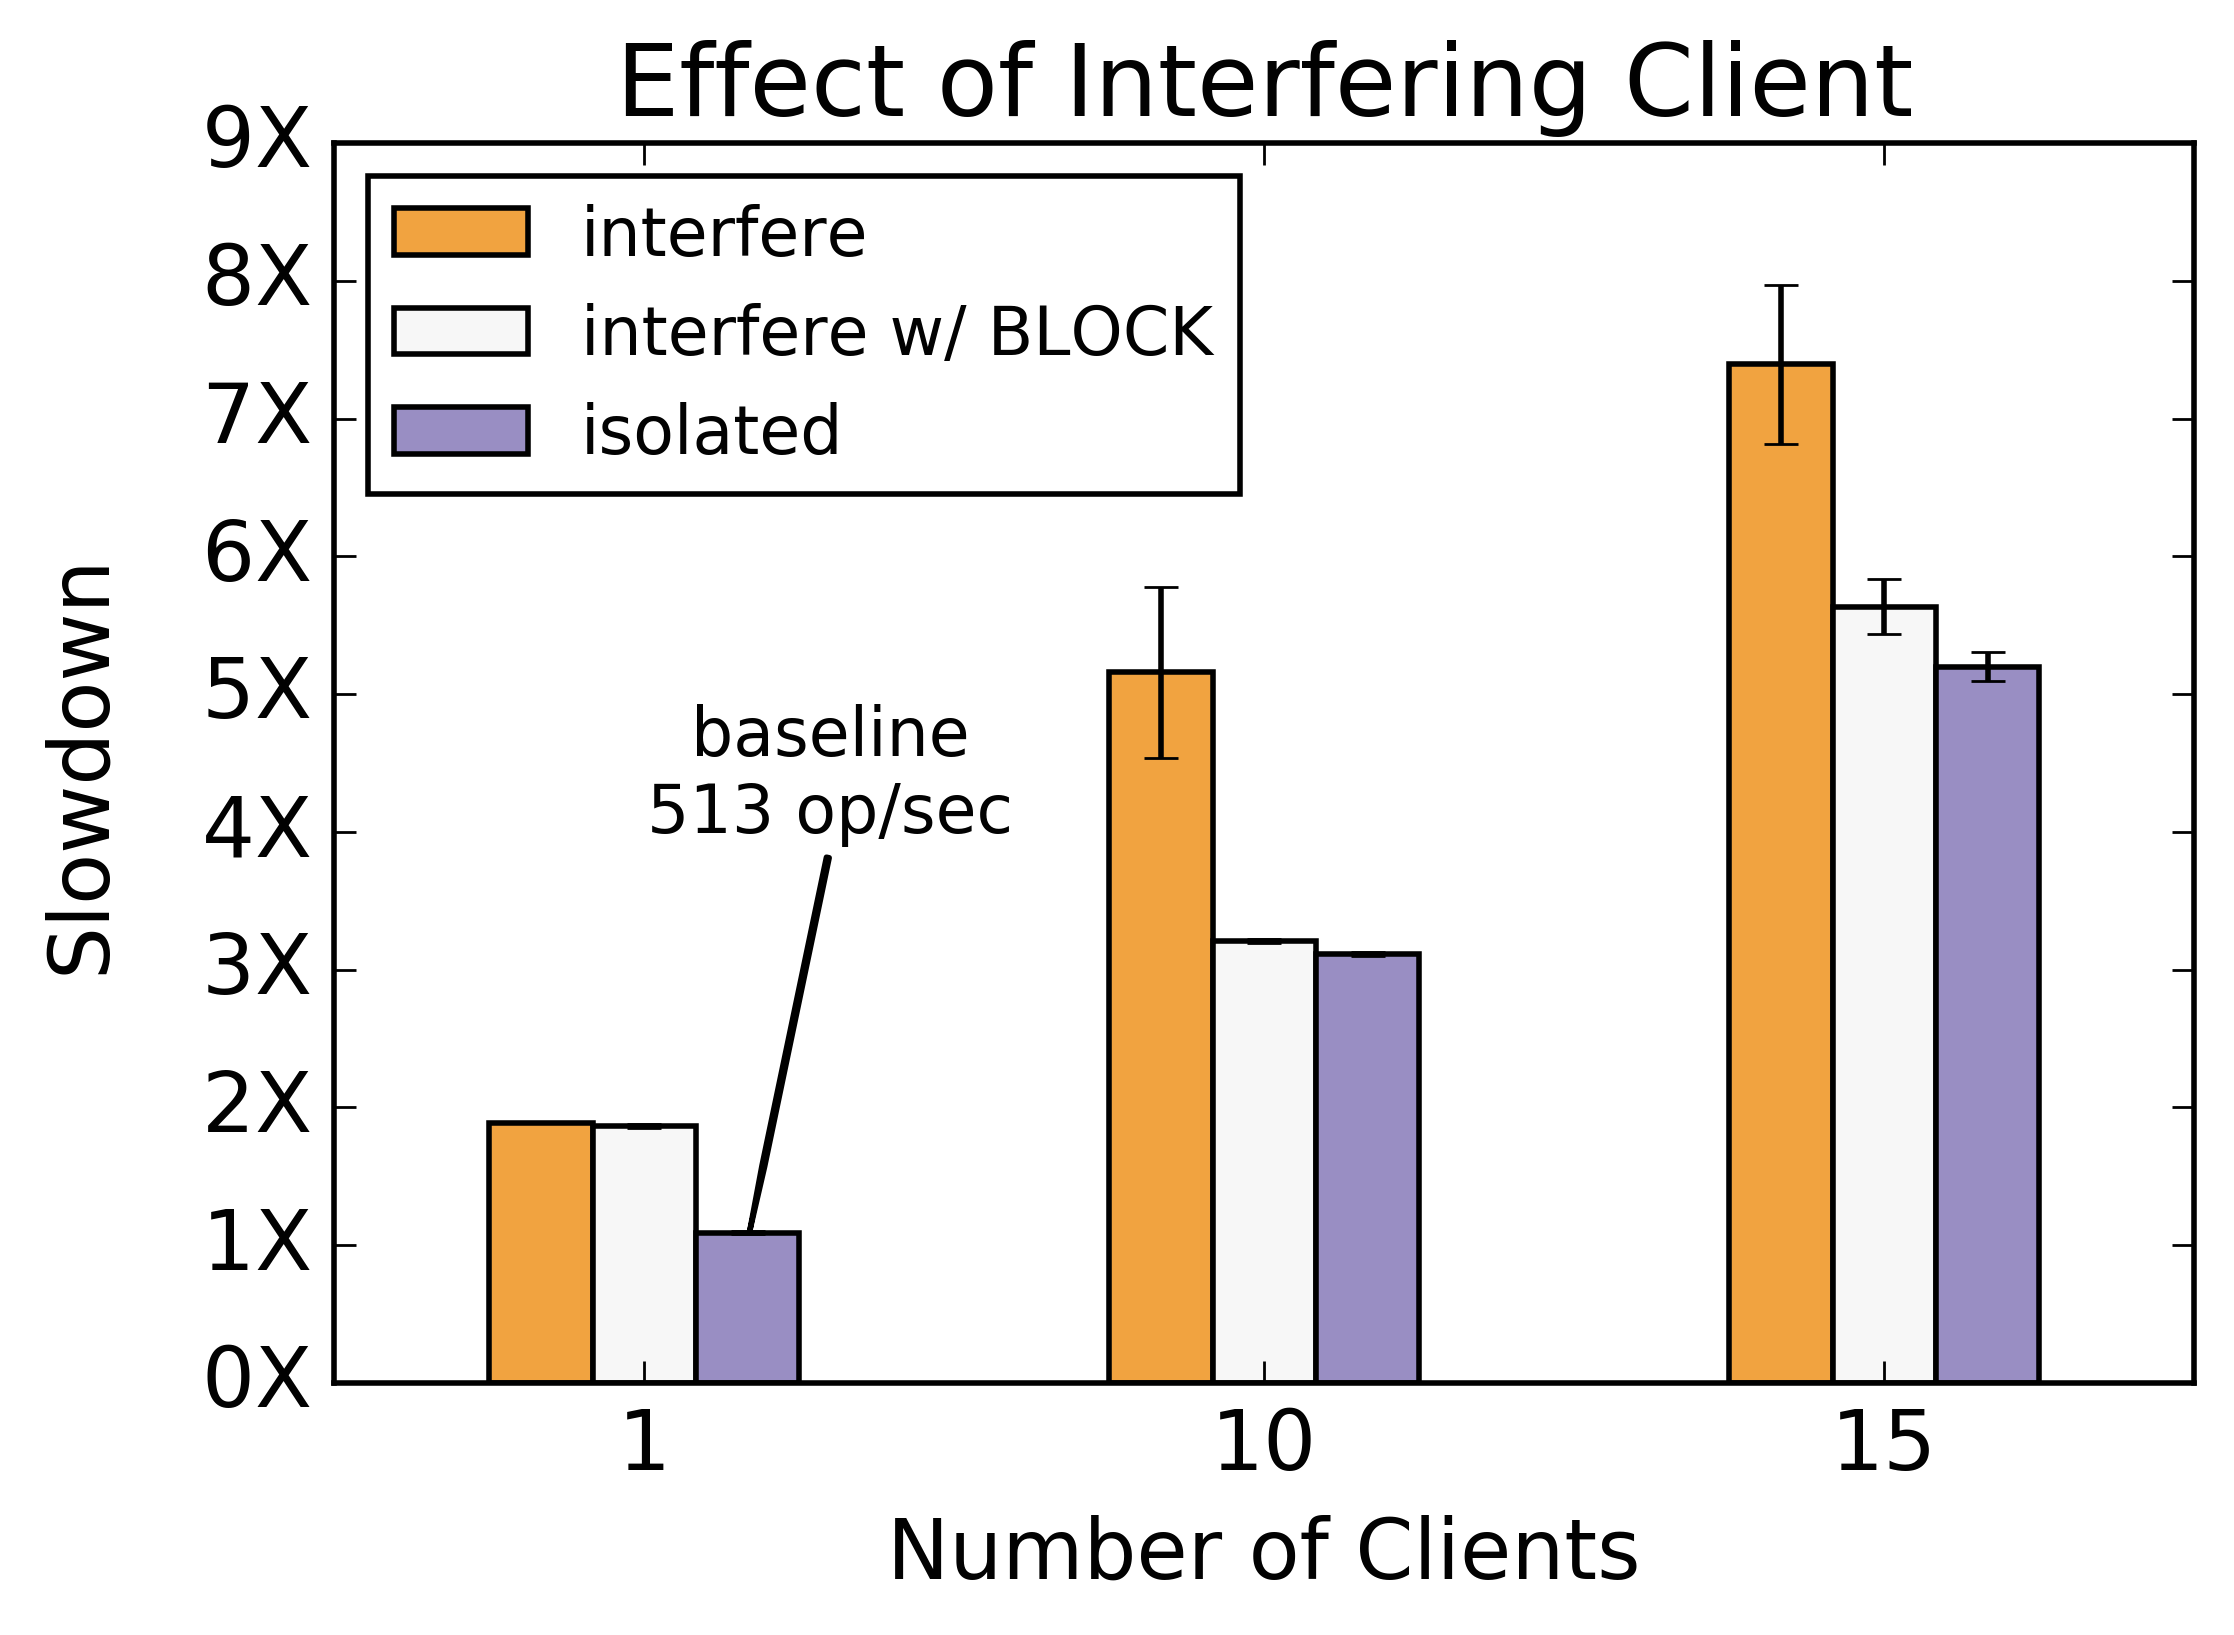 Effect of Interfering Client
9X
8X
7X
6X
5X
4X
3X
2X
1X
0X
Slowdown
interfere
interfere w/ BLOCK
isolated
baseline
513 op/sec
1
10
15
Number of Clients